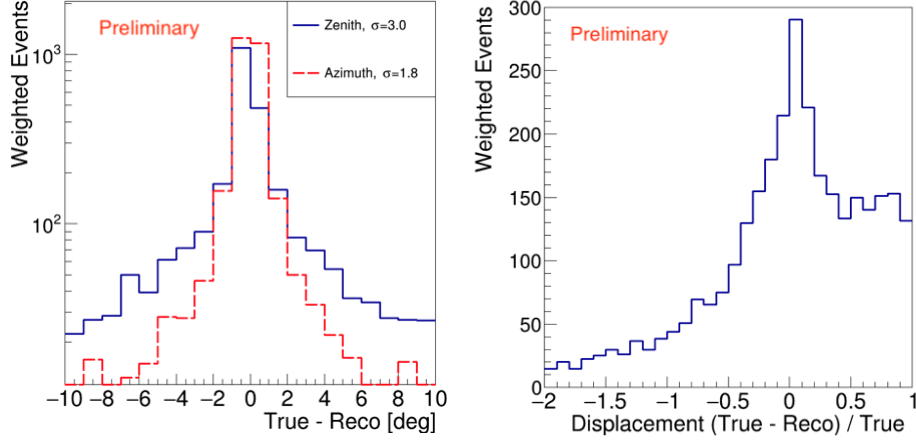 Weighted Events
Preliminary
Zenith, σ=3.0
Azimuth, σ=1.8
10³
10²
−10 −8 −6 −4 −2 0 2 4 6 8 10
True - Reco [deg]
Weighted Events
Preliminary
300
250
200
150
100
50
0
−2 −1.5 −1 −0.5 0 0.5 1
Displacement (True - Reco) / True